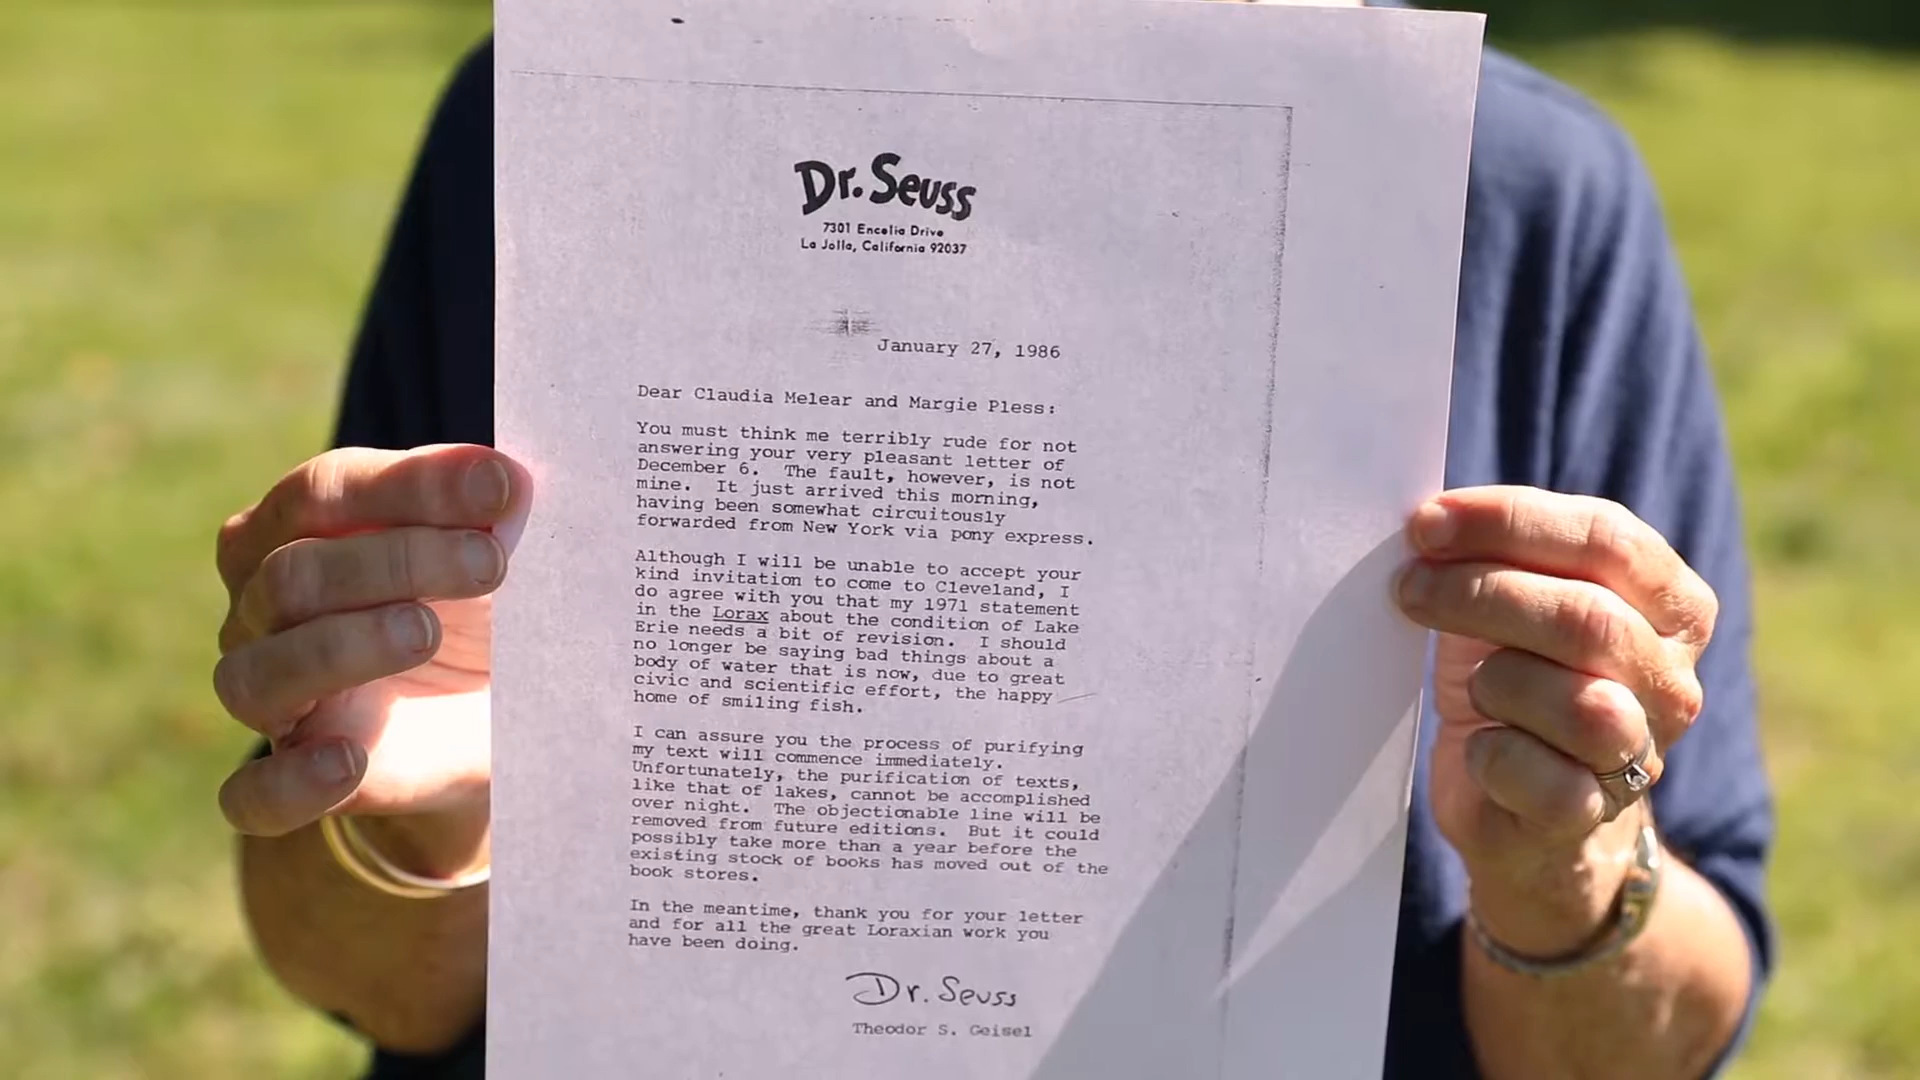 Dr. Seuss
7301 Encelia Drive
La Jolla, California 92037
January 27, 1986
Dear Claudia Melear and Margie Pless:
You must think me terribly rude for not
answering your very pleasant letter of
December 6. The fault, however, is not
mine. It just arrived this morning,
having been somewhat circuitously
forwarded from New York via pony express.
Although I will be unable to accept your
kind invitation to come to Cleveland, I
do agree with you that my 1971 statement
in the Lorax about the condition of Lake
Erie needs a bit of revision. I should
no longer be saying bad things about a
body of water that is now, due to great
civic and scientific effort, the happy
home of smiling fish.
I can assure you the process of purifying
my text will commence immediately.
Unfortunately, the purification of texts,
like that of lakes, cannot be accomplished
over night. The objectionable line will be
removed from future editions. But it could
possibly take more than a year before the
existing stock of books has moved out of the
book stores.
In the meantime, thank you for your letter
and for all the great Loraxian work you
have been doing.
Dr. Seuss
Theodor S. Geisel